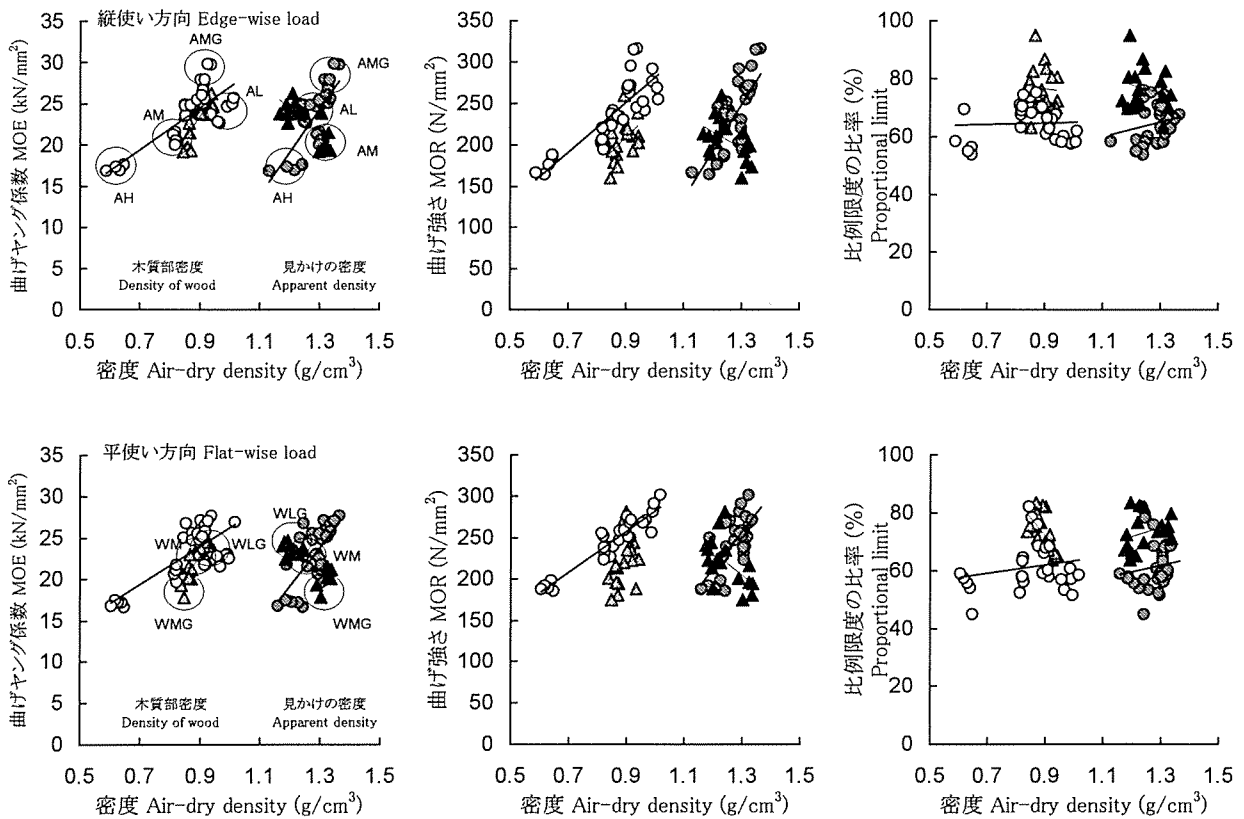 縦使い方向 Edge-wise load
曲げヤング係数 MOE (kN/mm²)
35
30
25
20
15
10
5
0
AMG
AMG
AL
AL
AM
AM
AH
AH
木質部密度
Density of wood
見かけの密度
Apparent density
0.5 0.7 0.9 1.1 1.3 1.5
密度 Air-dry density (g/cm³)
曲げ強さ MOR (N/mm²)
350
300
250
200
150
100
50
0
0.5 0.7 0.9 1.1 1.3 1.5
密度 Air-dry density (g/cm³)
比例限度の比率 (%)
Proportional limit
100
80
60
40
20
0
0.5 0.7 0.9 1.1 1.3 1.5
密度 Air-dry density (g/cm³)
平使い方向 Flat-wise load
曲げヤング係数 MOE (kN/mm²)
35
30
25
20
15
10
5
0
WLG
WM
WLG
WM
WMG
WMG
木質部密度
Density of wood
見かけの密度
Apparent density
0.5 0.7 0.9 1.1 1.3 1.5
密度 Air-dry density (g/cm³)
曲げ強さ MOR (N/mm²)
350
300
250
200
150
100
50
0
0.5 0.7 0.9 1.1 1.3 1.5
密度 Air-dry density (g/cm³)
比例限度の比率 (%)
Proportional limit
100
80
60
40
20
0
0.5 0.7 0.9 1.1 1.3 1.5
密度 Air-dry density (g/cm³)